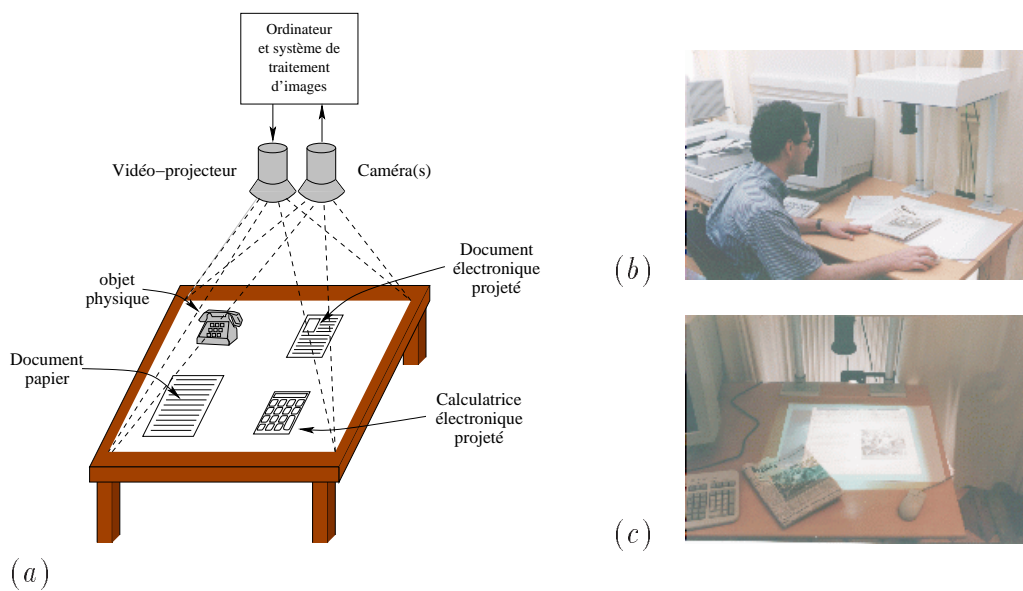 Ordinateur
et système de
traitement
d'images
Vidéo−projecteur
Caméra(s)
Document
électronique
projeté
objet
physique
Document
papier
Calculatrice
électronique
projeté
(a)
(b)
(c)